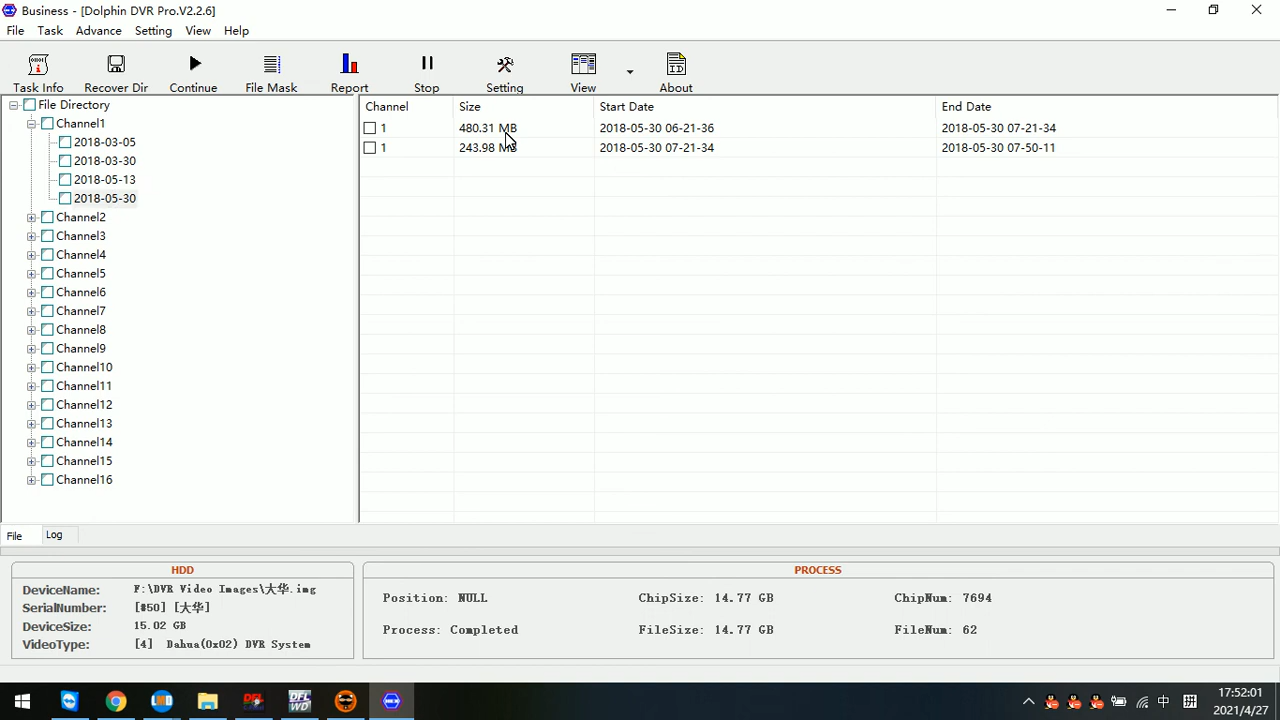 Business - [Dolphin DVR Pro.V2.2.6]
File Task Advance Setting View Help
Task Info Recover Dir Continue File Mask Report Stop Setting View About
File Directory
Channel1
2018-03-05
2018-03-30
2018-05-13
2018-05-30
Channel2
Channel3
Channel4
Channel5
Channel6
Channel7
Channel8
Channel9
Channel10
Channel11
Channel12
Channel13
Channel14
Channel15
Channel16
Channel Size Start Date End Date
1 480.31 MB 2018-05-30 06-21-36 2018-05-30 07-21-34
1 243.98 MB 2018-05-30 07-21-34 2018-05-30 07-50-11
File Log
HDD
DeviceName: F:\DVR Video Images\大华.img
SerialNumber: [#50] [大华]
DeviceSize: 15.02 GB
VideoType: [4] Dahua(0x02) DVR System
PROCESS
Position: NULL ChipSize: 14.77 GB ChipNum: 7694
Process: Completed FileSize: 14.77 GB FileNum: 62
中 17:52:01
2021/4/27